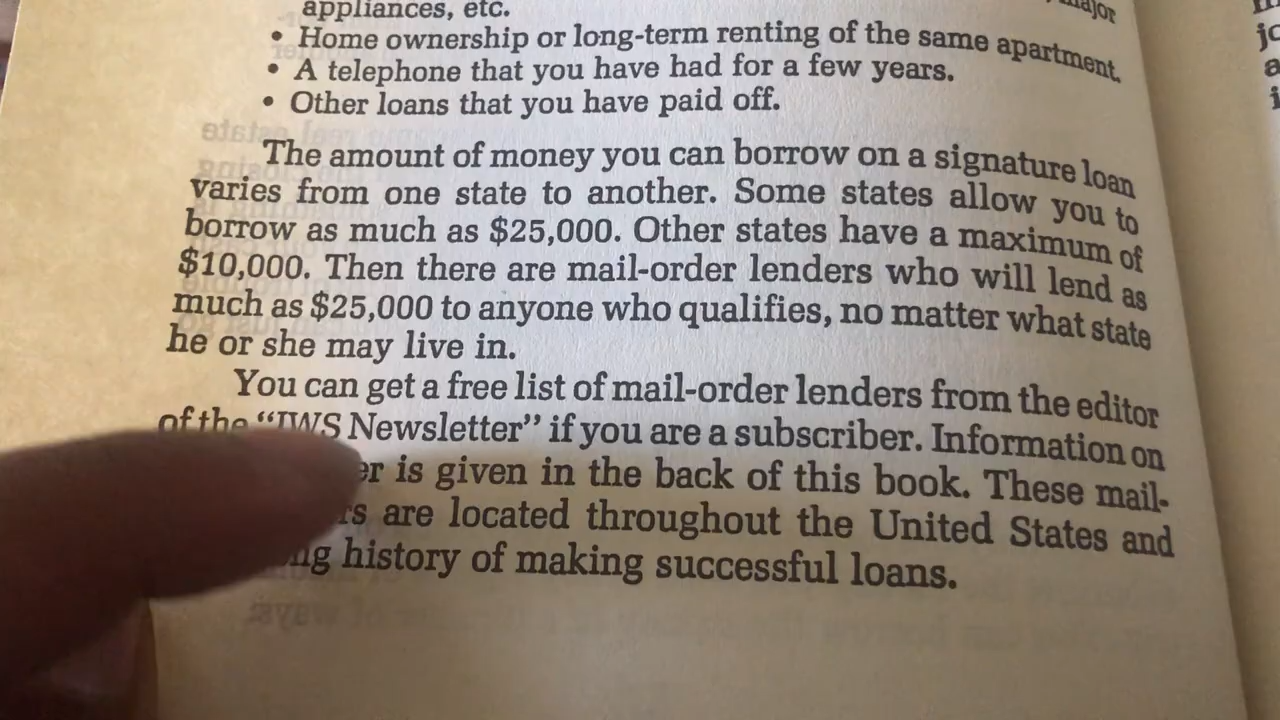 appliances, etc.
major
• Home ownership or long-term renting of the same apartment.
• A telephone that you have had for a few years.
• Other loans that you have paid off.
The amount of money you can borrow on a signature loan
varies from one state to another. Some states allow you to
borrow as much as $25,000. Other states have a maximum of
$10,000. Then there are mail-order lenders who will lend as
much as $25,000 to anyone who qualifies, no matter what state
he or she may live in.
You can get a free list of mail-order lenders from the editor
of the “IWS Newsletter” if you are a subscriber. Information on
is given in the back of this book. These mail-
are located throughout the United States and
history of making successful loans.